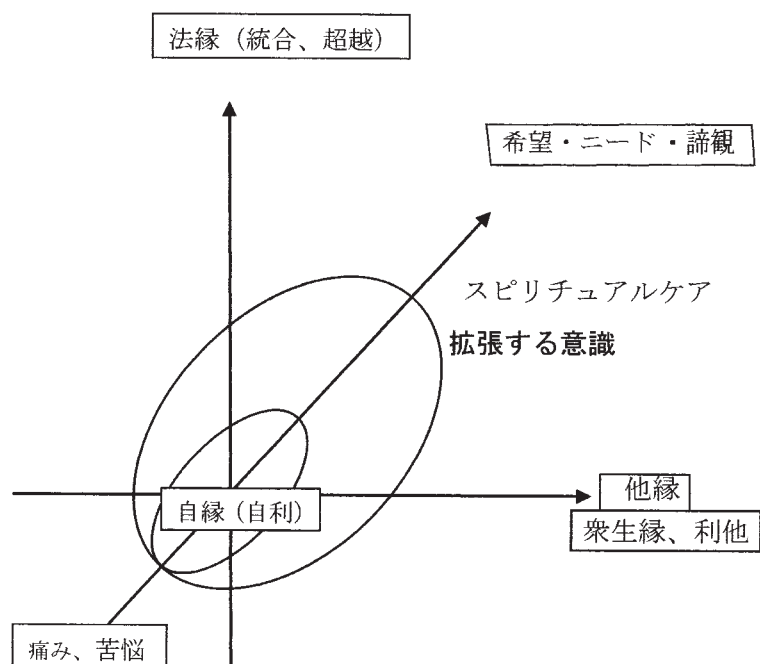 法縁（統合、超越）
希望・ニード・諦観
スピリチュアルケア
拡張する意識
他縁
自縁（自利）
衆生縁、利他
痛み、苦悩